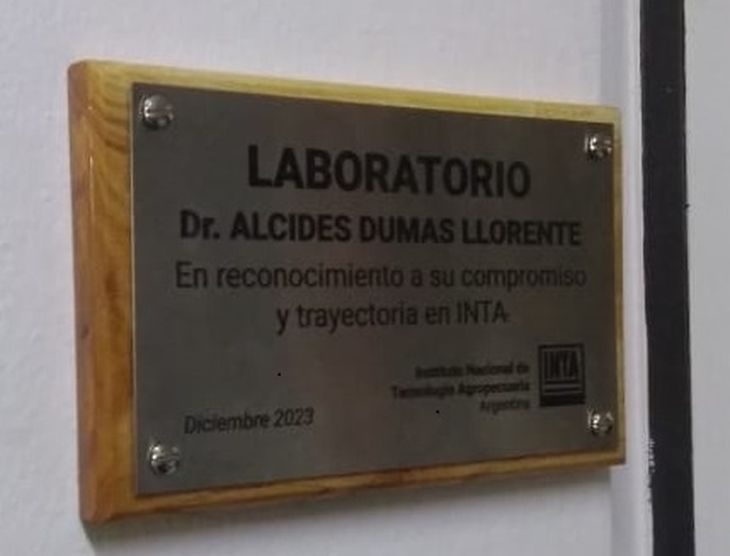 LABORATORIO
Dr. ALCIDES DUMAS LLORENTE
En reconocimiento a su compromiso
y trayectoria en INTA
Instituto Nacional de
Tecnología Agropecuaria
Argentina
INTA
Diciembre 2023